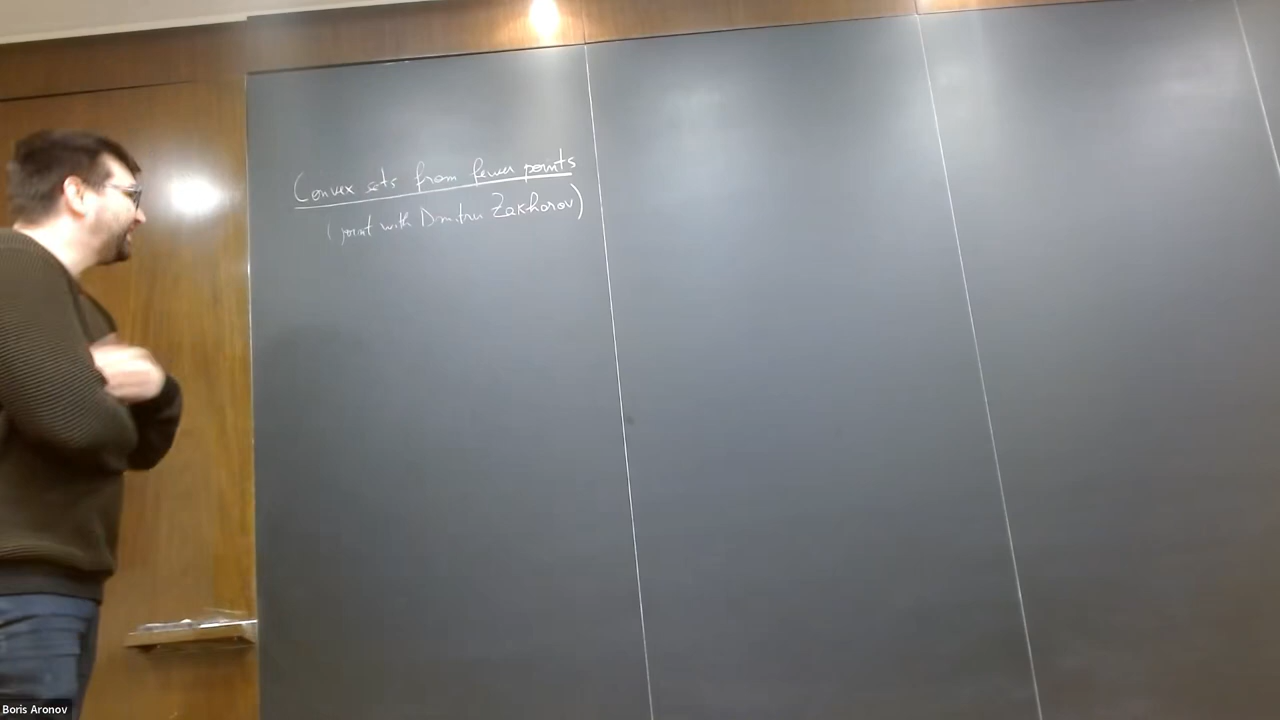 Convex sets from fewer points
(joint with Dmitrii Zakharov)
Boris Aronov